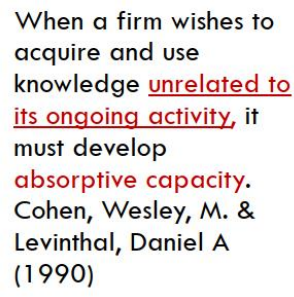 When a firm wishes to
acquire and use
knowledge unrelated to
its ongoing activity, it
must develop
absorptive capacity.
Cohen, Wesley, M. &
Levinthal, Daniel A
(1990)